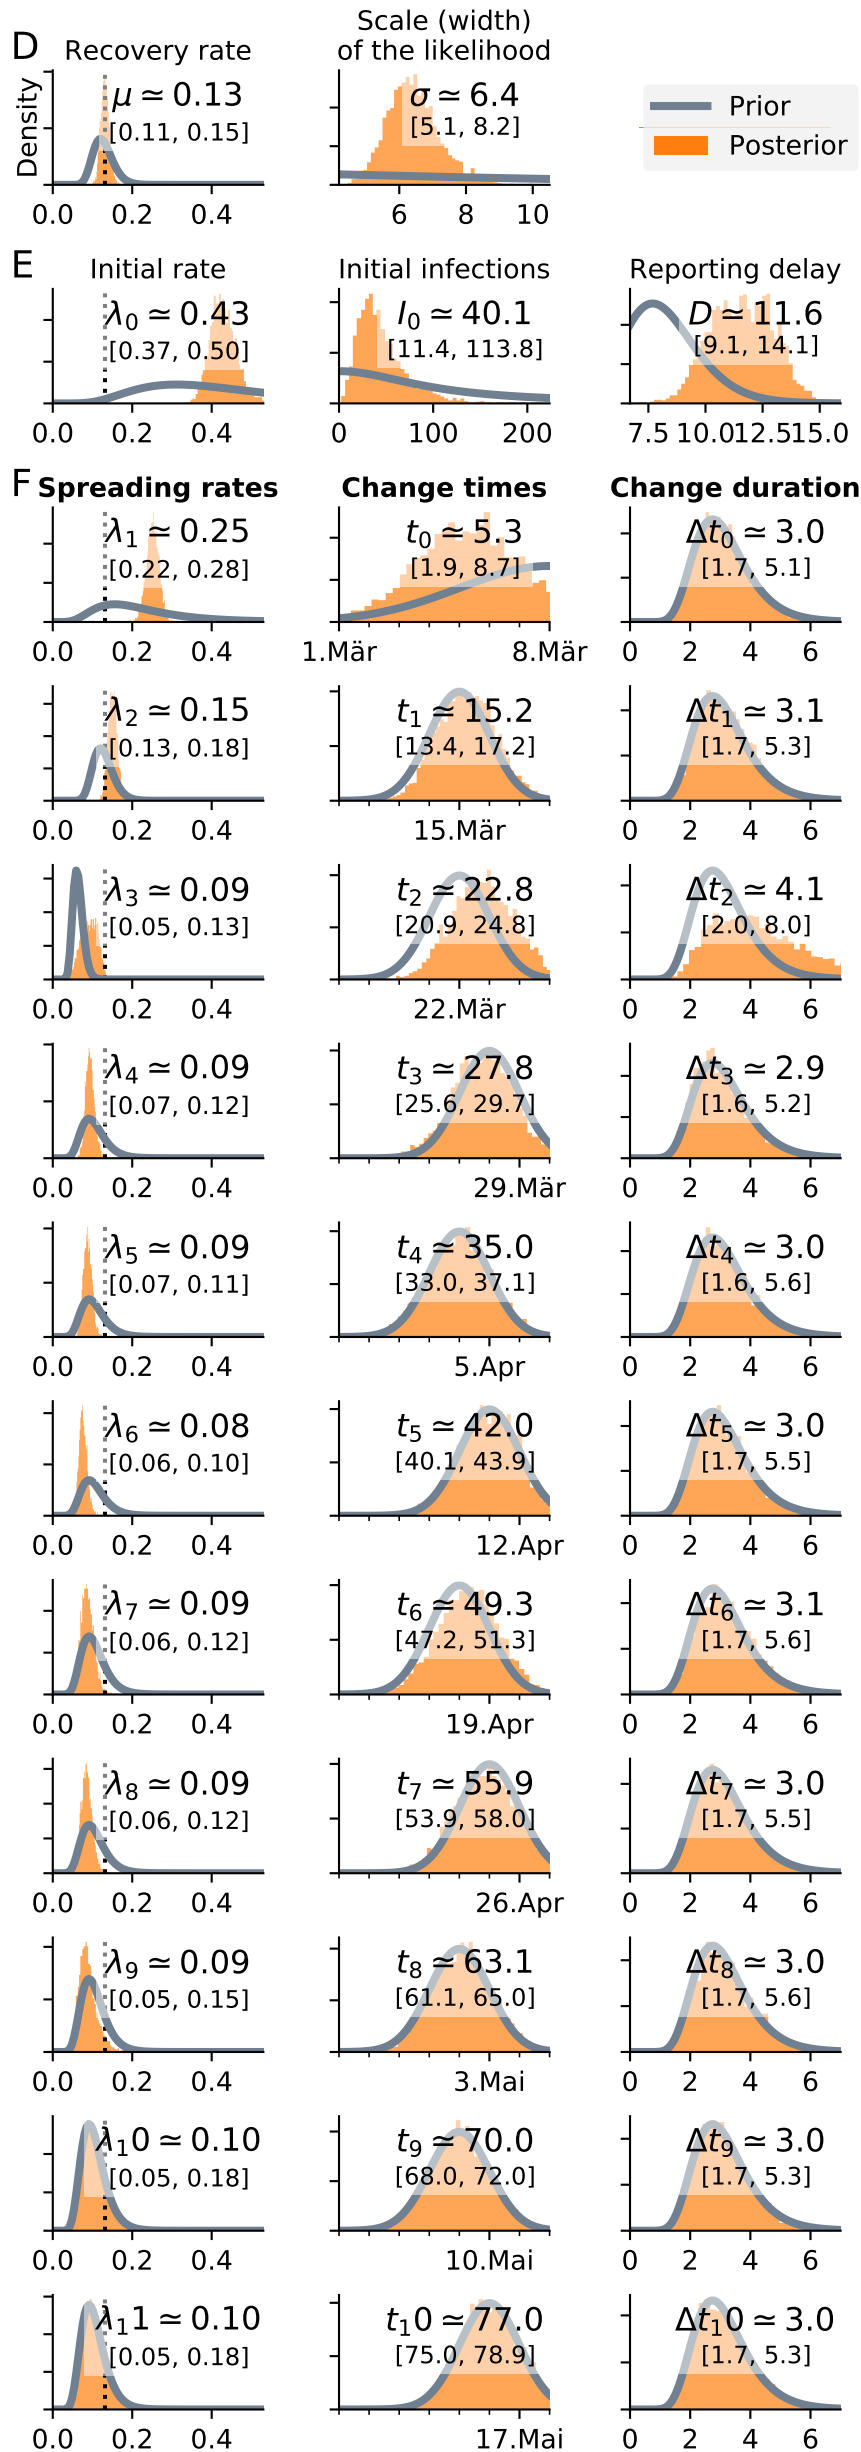 D
Recovery rate
Scale (width)
of the likelihood
Density
μ ≃ 0.13
[0.11, 0.15]
σ ≃ 6.4
[5.1, 8.2]
Prior
Posterior
0.0 0.2 0.4
6 8 10
E
Initial rate
Initial infections
Reporting delay
λ0 ≃ 0.43
[0.37, 0.50]
I0 ≃ 40.1
[11.4, 113.8]
D ≃ 11.6
[9.1, 14.1]
0.0 0.2 0.4
0 100 200
7.5 10.0 12.5 15.0
F
Spreading rates
Change times
Change duration
λ1 ≃ 0.25
[0.22, 0.28]
t0 ≃ 5.3
[1.9, 8.7]
Δt0 ≃ 3.0
[1.7, 5.1]
0.0 0.2 0.4
1.Mär 8.Mär
0 2 4 6
λ2 ≃ 0.15
[0.13, 0.18]
t1 ≃ 15.2
[13.4, 17.2]
Δt1 ≃ 3.1
[1.7, 5.3]
0.0 0.2 0.4
15.Mär
0 2 4 6
λ3 ≃ 0.09
[0.05, 0.13]
t2 ≃ 22.8
[20.9, 24.8]
Δt2 ≃ 4.1
[2.0, 8.0]
0.0 0.2 0.4
22.Mär
0 2 4 6
λ4 ≃ 0.09
[0.07, 0.12]
t3 ≃ 27.8
[25.6, 29.7]
Δt3 ≃ 2.9
[1.6, 5.2]
0.0 0.2 0.4
29.Mär
0 2 4 6
λ5 ≃ 0.09
[0.07, 0.11]
t4 ≃ 35.0
[33.0, 37.1]
Δt4 ≃ 3.0
[1.6, 5.6]
0.0 0.2 0.4
5.Apr
0 2 4 6
λ6 ≃ 0.08
[0.06, 0.10]
t5 ≃ 42.0
[40.1, 43.9]
Δt5 ≃ 3.0
[1.7, 5.5]
0.0 0.2 0.4
12.Apr
0 2 4 6
λ7 ≃ 0.09
[0.06, 0.12]
t6 ≃ 49.3
[47.2, 51.3]
Δt6 ≃ 3.1
[1.7, 5.6]
0.0 0.2 0.4
19.Apr
0 2 4 6
λ8 ≃ 0.09
[0.06, 0.12]
t7 ≃ 55.9
[53.9, 58.0]
Δt7 ≃ 3.0
[1.7, 5.5]
0.0 0.2 0.4
26.Apr
0 2 4 6
λ9 ≃ 0.09
[0.05, 0.15]
t8 ≃ 63.1
[61.1, 65.0]
Δt8 ≃ 3.0
[1.7, 5.6]
0.0 0.2 0.4
3.Mai
0 2 4 6
λ10 ≃ 0.10
[0.05, 0.18]
t9 ≃ 70.0
[68.0, 72.0]
Δt9 ≃ 3.0
[1.7, 5.3]
0.0 0.2 0.4
10.Mai
0 2 4 6
λ11 ≃ 0.10
[0.05, 0.18]
t10 ≃ 77.0
[75.0, 78.9]
Δt10 ≃ 3.0
[1.7, 5.3]
0.0 0.2 0.4
17.Mai
0 2 4 6